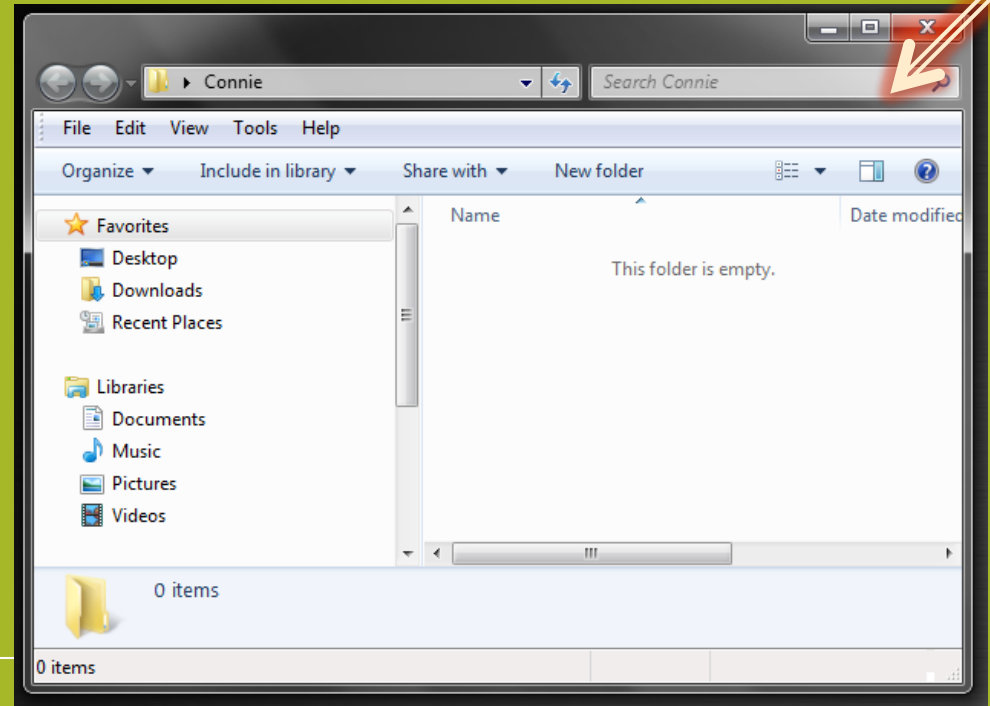 Connie
Search Connie
File Edit View Tools Help
Organize Include in library Share with New folder
Favorites
Desktop
Downloads
Recent Places
Libraries
Documents
Music
Pictures
Videos
Name Date modified
This folder is empty.
0 items
0 items